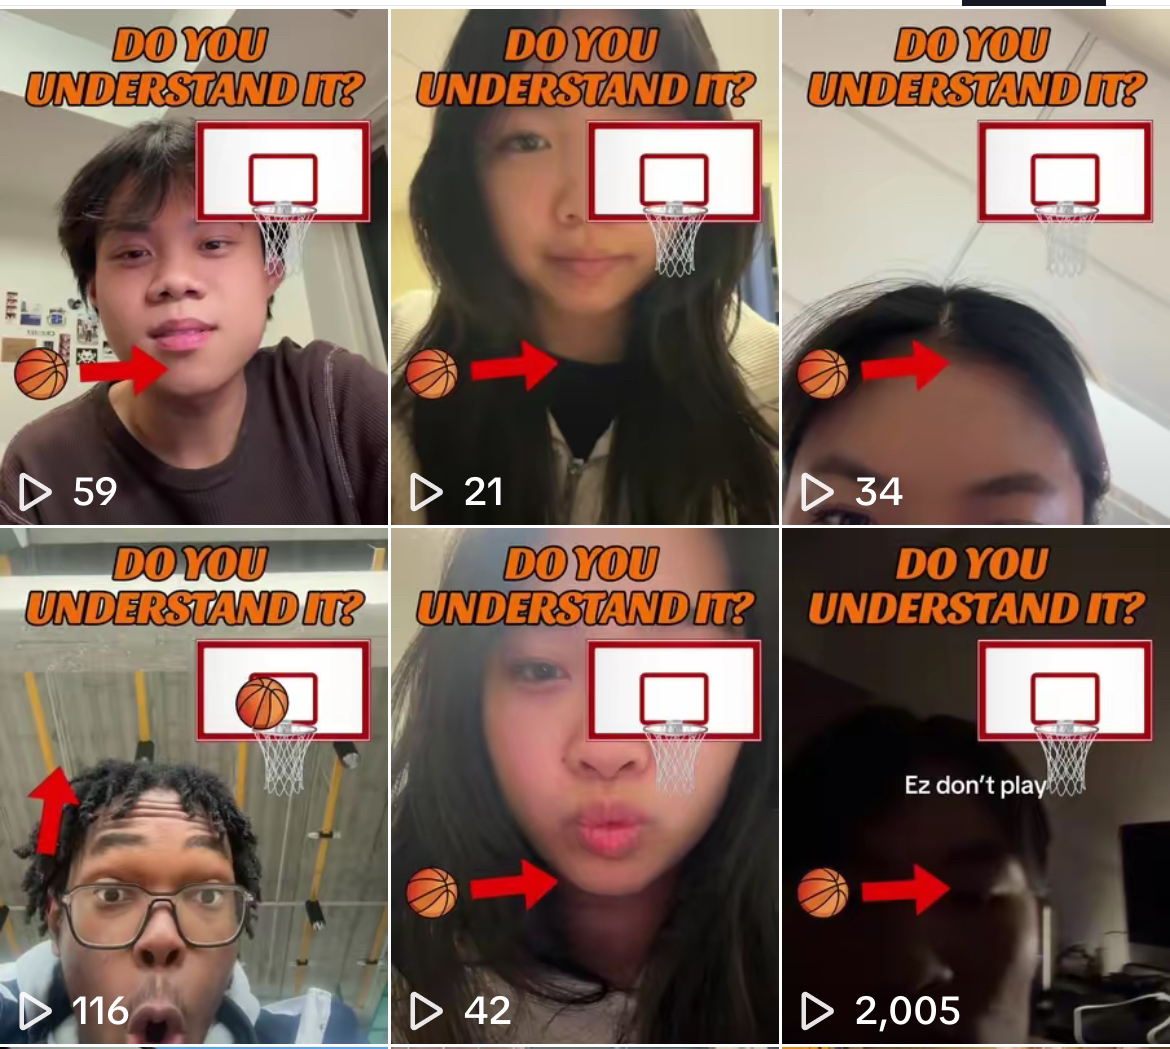 DO YOU
UNDERSTAND IT?
59
DO YOU
UNDERSTAND IT?
21
DO YOU
UNDERSTAND IT?
34
DO YOU
UNDERSTAND IT?
116
DO YOU
UNDERSTAND IT?
42
DO YOU
UNDERSTAND IT?
Ez don't play
2,005